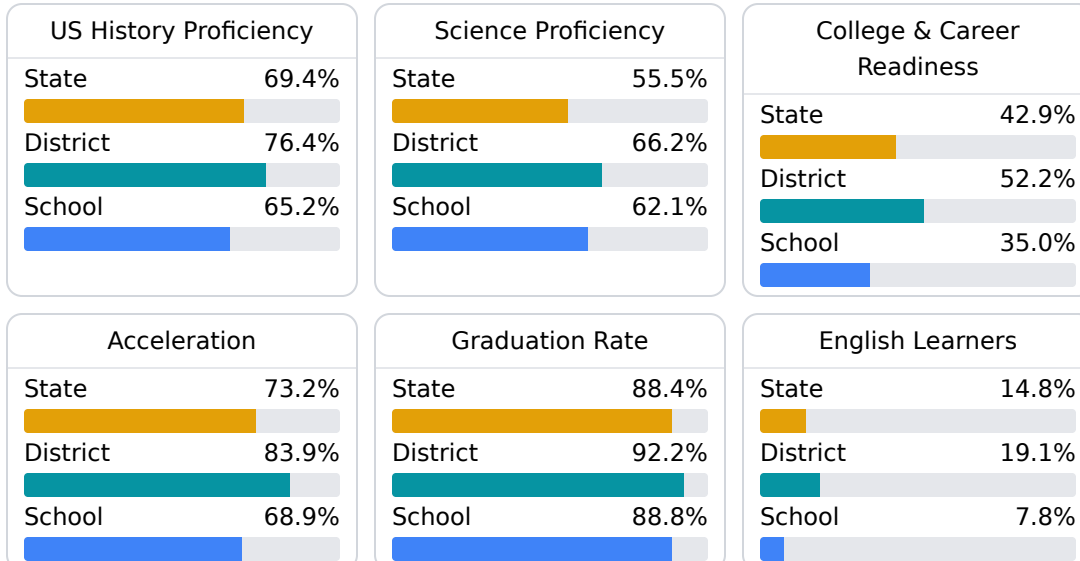 US History Proficiency
State 69.4%
District 76.4%
School 65.2%
Science Proficiency
State 55.5%
District 66.2%
School 62.1%
College & Career
Readiness
State 42.9%
District 52.2%
School 35.0%
Acceleration
State 73.2%
District 83.9%
School 68.9%
Graduation Rate
State 88.4%
District 92.2%
School 88.8%
English Learners
State 14.8%
District 19.1%
School 7.8%